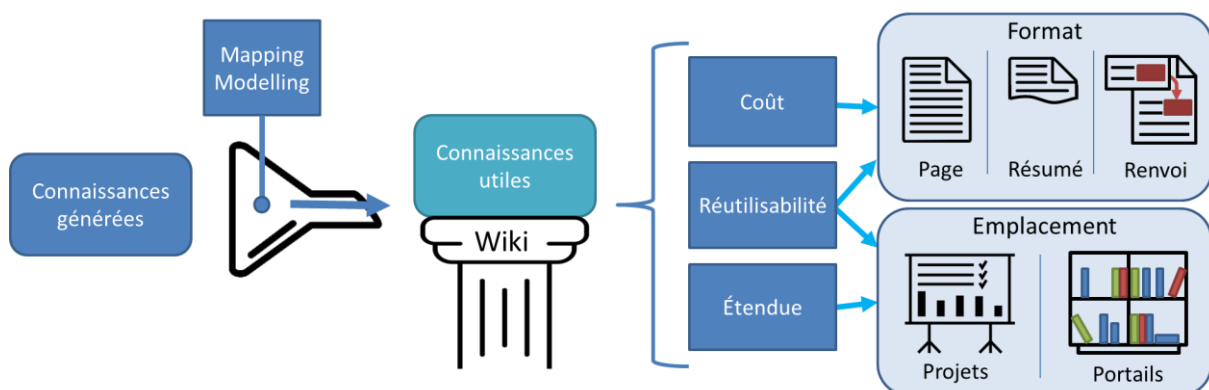 Mapping
Modelling
Connaissances
générées
Connaissances
utiles
Wiki
Coût
Réutilisabilité
Étendue
Format
Page
Résumé
Renvoi
Emplacement
Projets
Portails